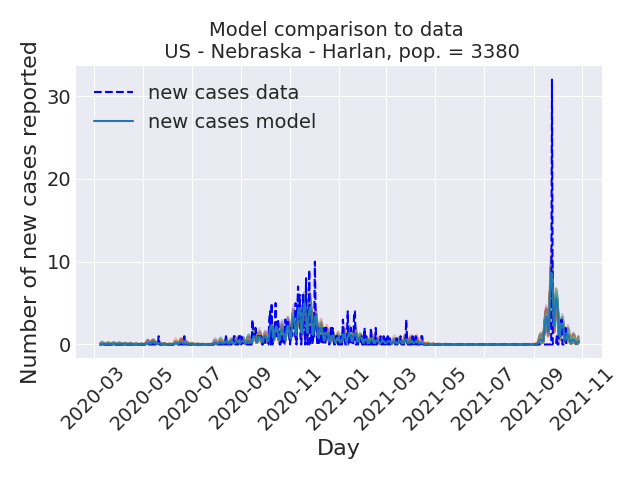 Model comparison to data
US - Nebraska - Harlan, pop. = 3380
Number of new cases reported
30
20
10
0
new cases data
new cases model
2020-03
2020-05
2020-07
2020-09
2020-11
2021-01
2021-03
2021-05
2021-07
2021-09
2021-11
Day